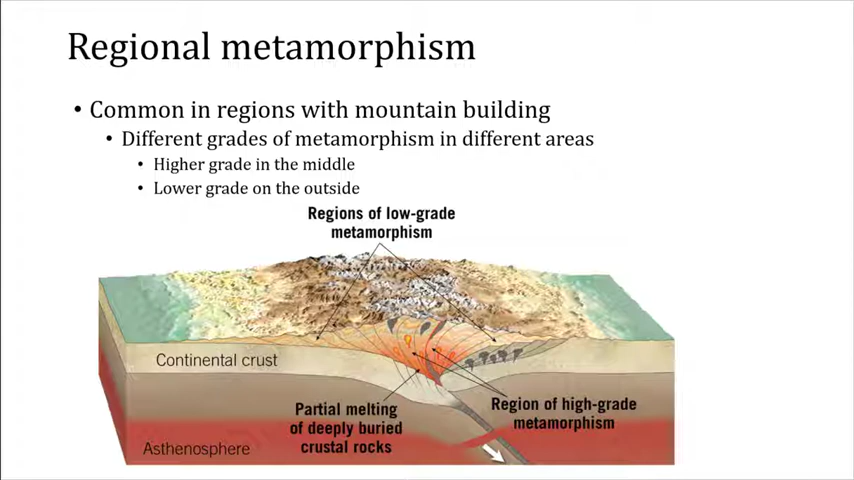 Regional metamorphism
• Common in regions with mountain building
• Different grades of metamorphism in different areas
• Higher grade in the middle
• Lower grade on the outside
Regions of low-grade
metamorphism
Continental crust
Partial melting
of deeply buried
crustal rocks
Region of high-grade
metamorphism
Asthenosphere